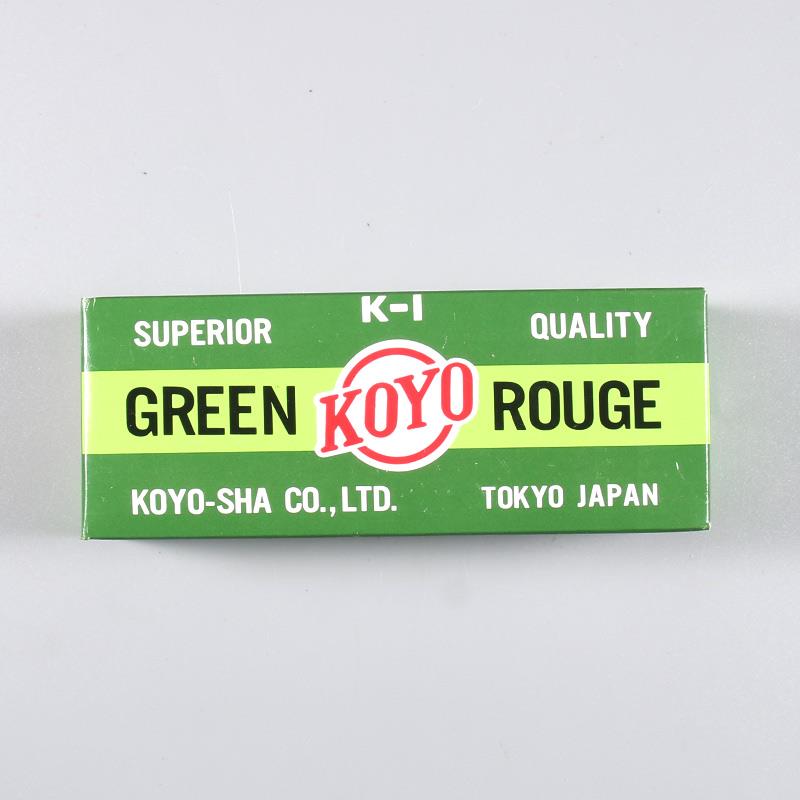 K-1
SUPERIOR QUALITY
GREEN KOYO ROUGE
KOYO-SHA CO.,LTD. TOKYO JAPAN